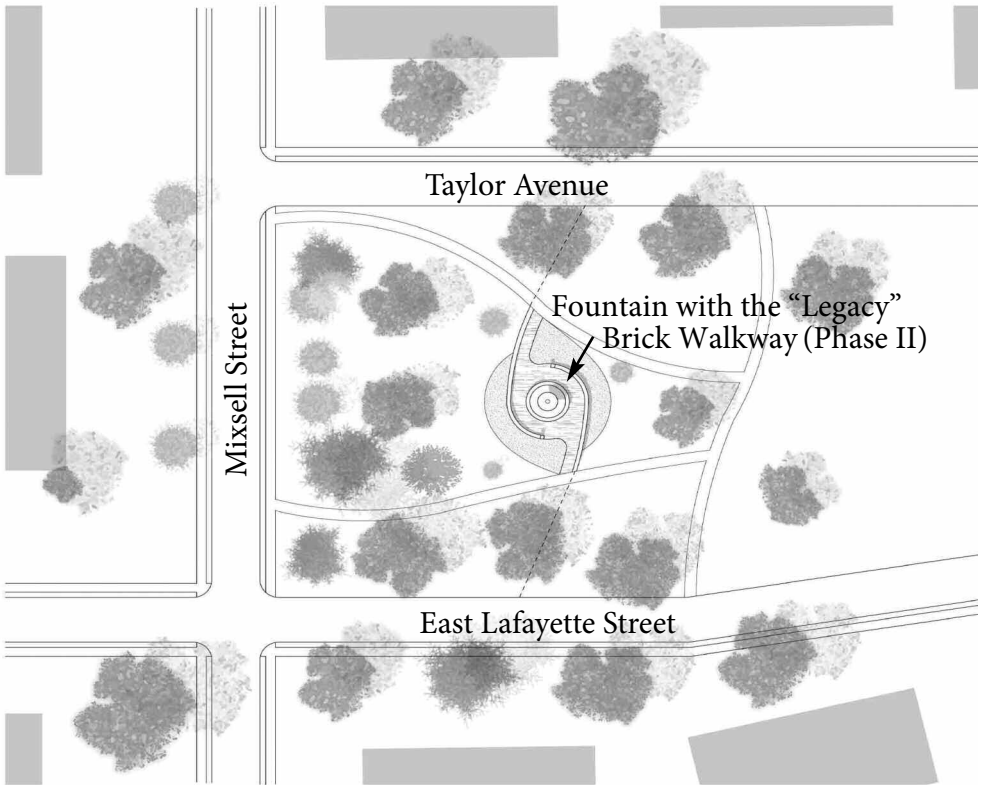 Taylor Avenue
Fountain with the “Legacy”
Brick Walkway (Phase II)
Mixsell Street
East Lafayette Street